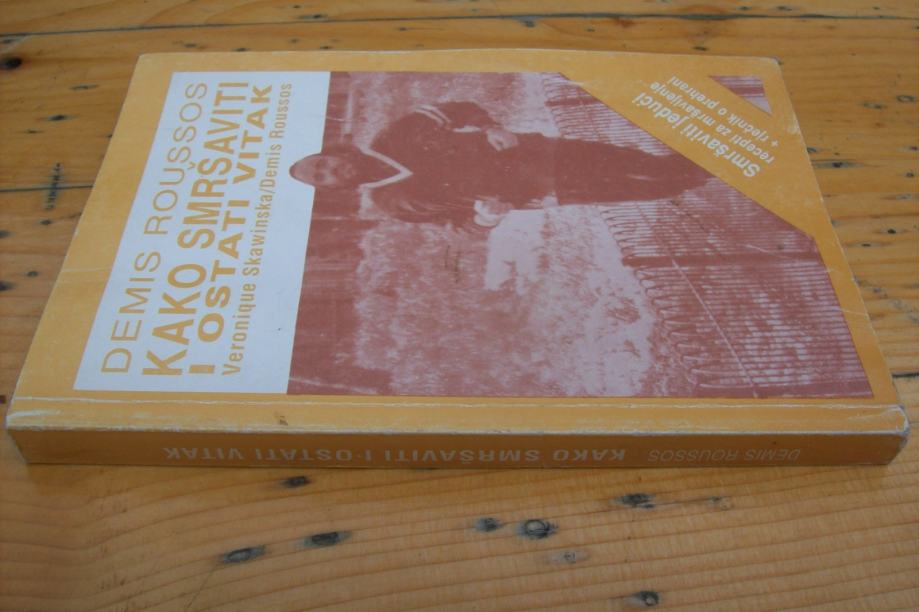 DEMIS ROUSSOS
KAKO SMRŠAVITI
I OSTATI VITAK
Veronique Skawinska/Demis Roussos
Smršaviti jedući
recepti za mršavljenje
+ rječnik o prehrani
DEMIS ROUSSOS KAKO SMRŠAVITI I OSTATI VITAK